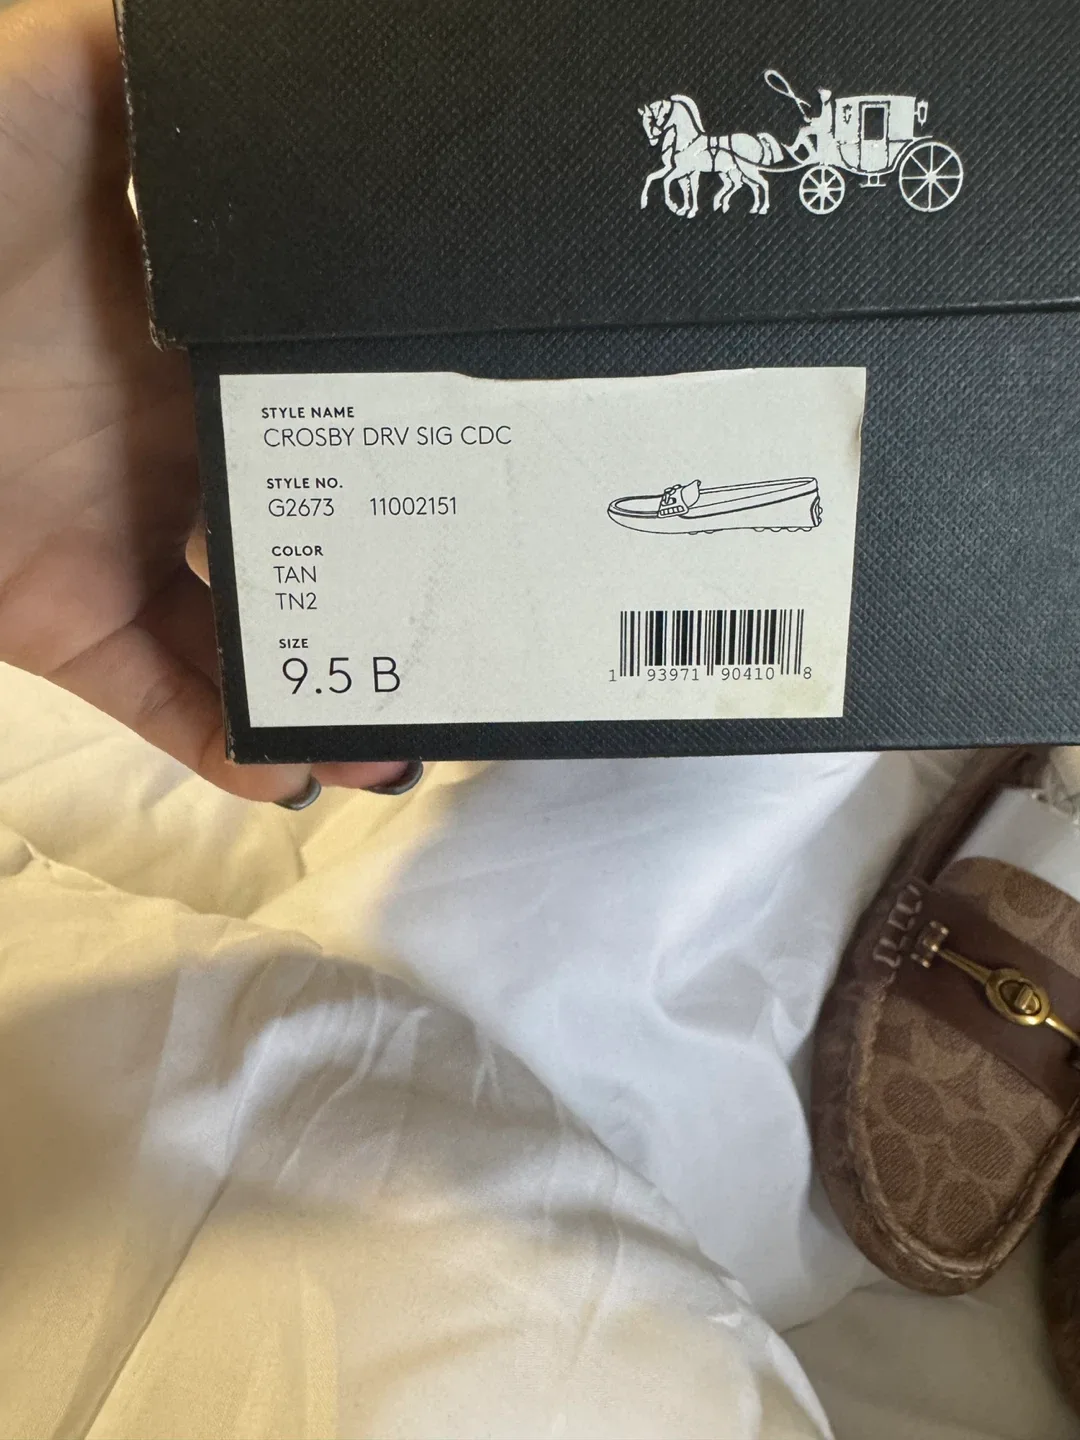 STYLE NAME
CROSBY DRV SIG CDC
STYLE NO.
G2673 11002151
COLOR
TAN
TN2
SIZE
9.5 B
1 93971 90410 8